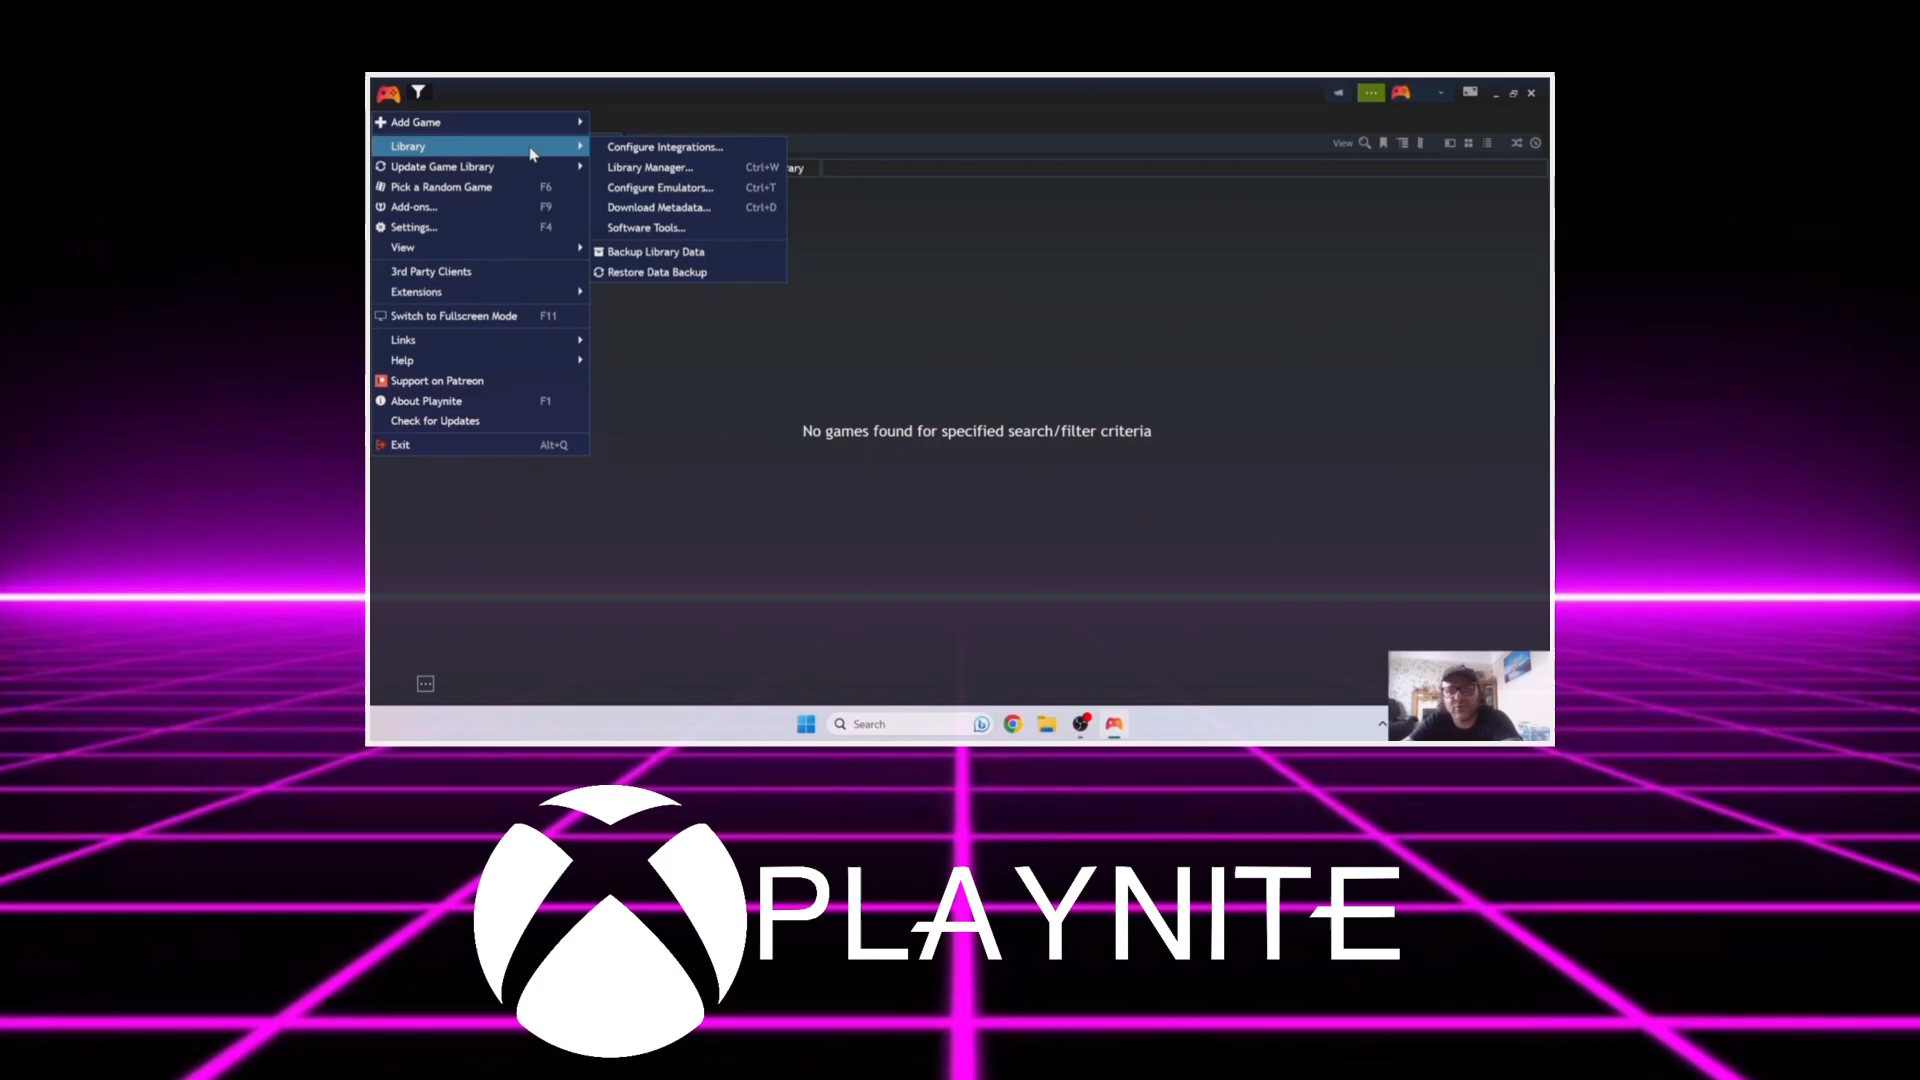 Add Game
Library
Update Game Library
Pick a Random Game F6
Add-ons... F9
Settings... F4
View
3rd Party Clients
Extensions
Switch to Fullscreen Mode F11
Links
Help
Support on Patreon
About Playnite F1
Check for Updates
Exit Alt+Q
Configure Integrations...
Library Manager... Ctrl+W
Configure Emulators... Ctrl+T
Download Metadata... Ctrl+D
Software Tools...
Backup Library Data
Restore Data Backup
rary
View
No games found for specified search/filter criteria
Search
PLAYNITE